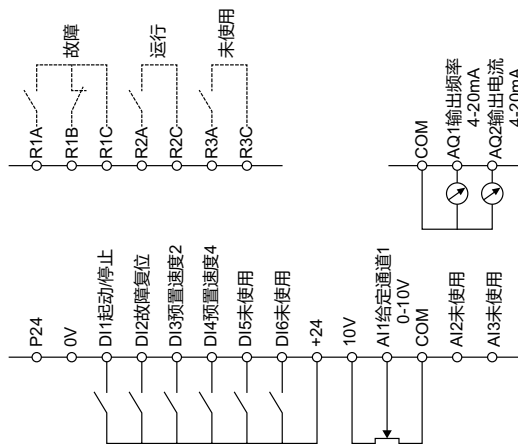 R1A
R1B
R1C
故障
R2A
R2C
运行
R3A
R3C
未使用
COM
AQ1输出频率
4-20mA
AQ2输出电流
4-20mA
P24
0V
DI1起动/停止
DI2故障复位
DI3预置速度2
DI4预置速度4
DI5未使用
DI6未使用
+24
10V
AI1给定通道1
0-10V
COM
AI2未使用
AI3未使用